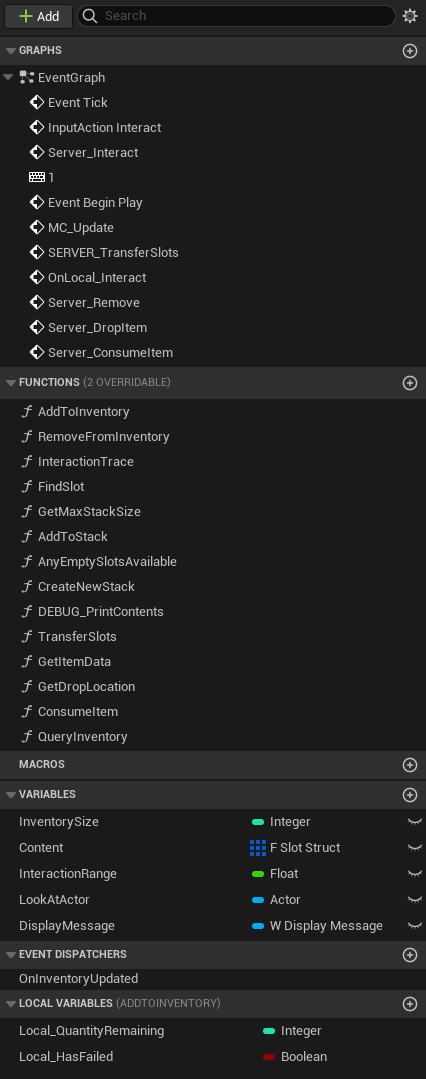 Add Search
GRAPHS
EventGraph
Event Tick
InputAction Interact
Server_Interact
1
Event Begin Play
MC_Update
SERVER_TransferSlots
OnLocal_Interact
Server_Remove
Server_DropItem
Server_ConsumeItem
FUNCTIONS (2 OVERRIDABLE)
AddToInventory
RemoveFromInventory
InteractionTrace
FindSlot
GetMaxStackSize
AddToStack
AnyEmptySlotsAvailable
CreateNewStack
DEBUG_PrintContents
TransferSlots
GetItemData
GetDropLocation
ConsumeItem
QueryInventory
MACROS
VARIABLES
InventorySize Integer
Content F Slot Struct
InteractionRange Float
LookAtActor Actor
DisplayMessage W Display Message
EVENT DISPATCHERS
OnInventoryUpdated
LOCAL VARIABLES (ADDTOINVENTORY)
Local_QuantityRemaining Integer
Local_HasFailed Boolean